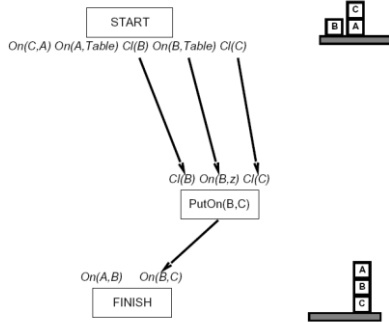 START
On(C,A) On(A,Table) Cl(B) On(B,Table) Cl(C)
C
B A
Cl(B) On(B,z) Cl(C)
PutOn(B,C)
On(A,B) On(B,C)
FINISH
A
B
C